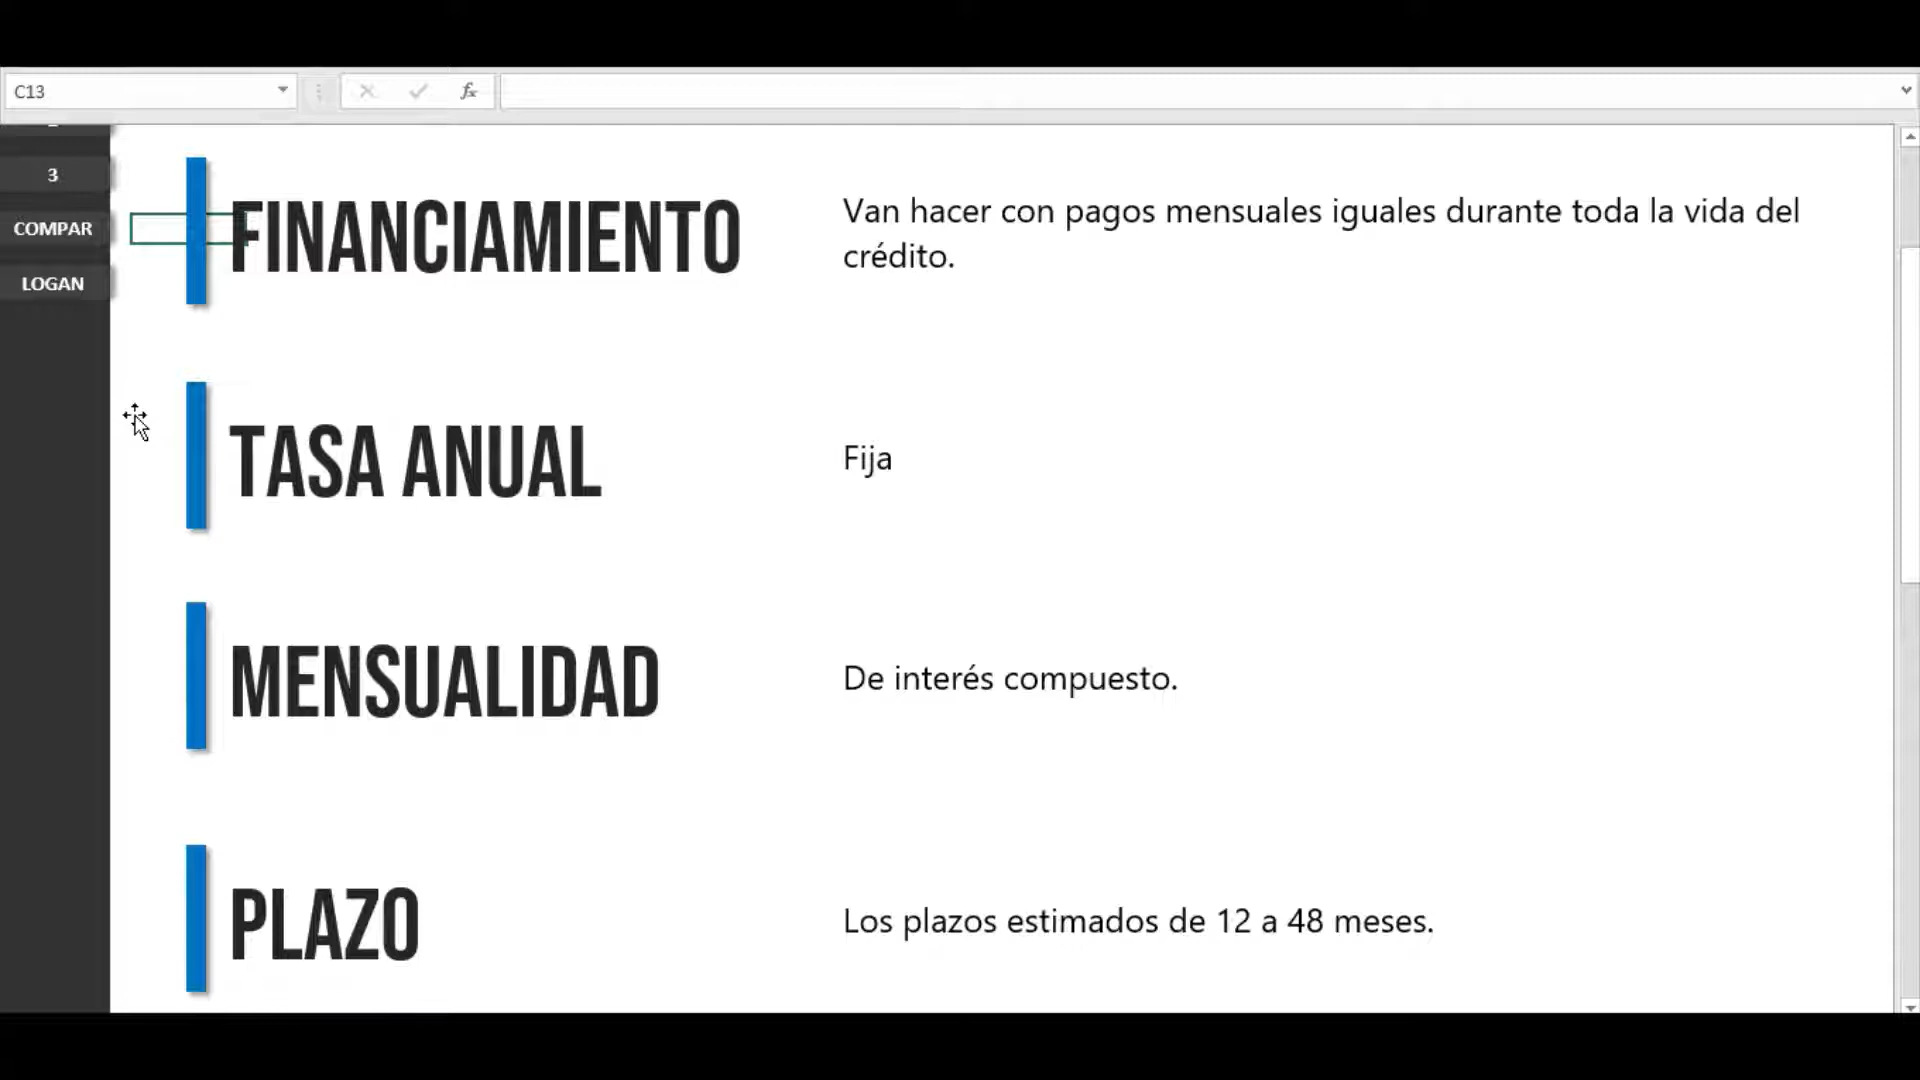 C13
fx
3
COMPAR
LOGAN
FINANCIAMIENTO
Van hacer con pagos mensuales iguales durante toda la vida del
crédito.
TASA ANUAL
Fija
MENSUALIDAD
De interés compuesto.
PLAZO
Los plazos estimados de 12 a 48 meses.